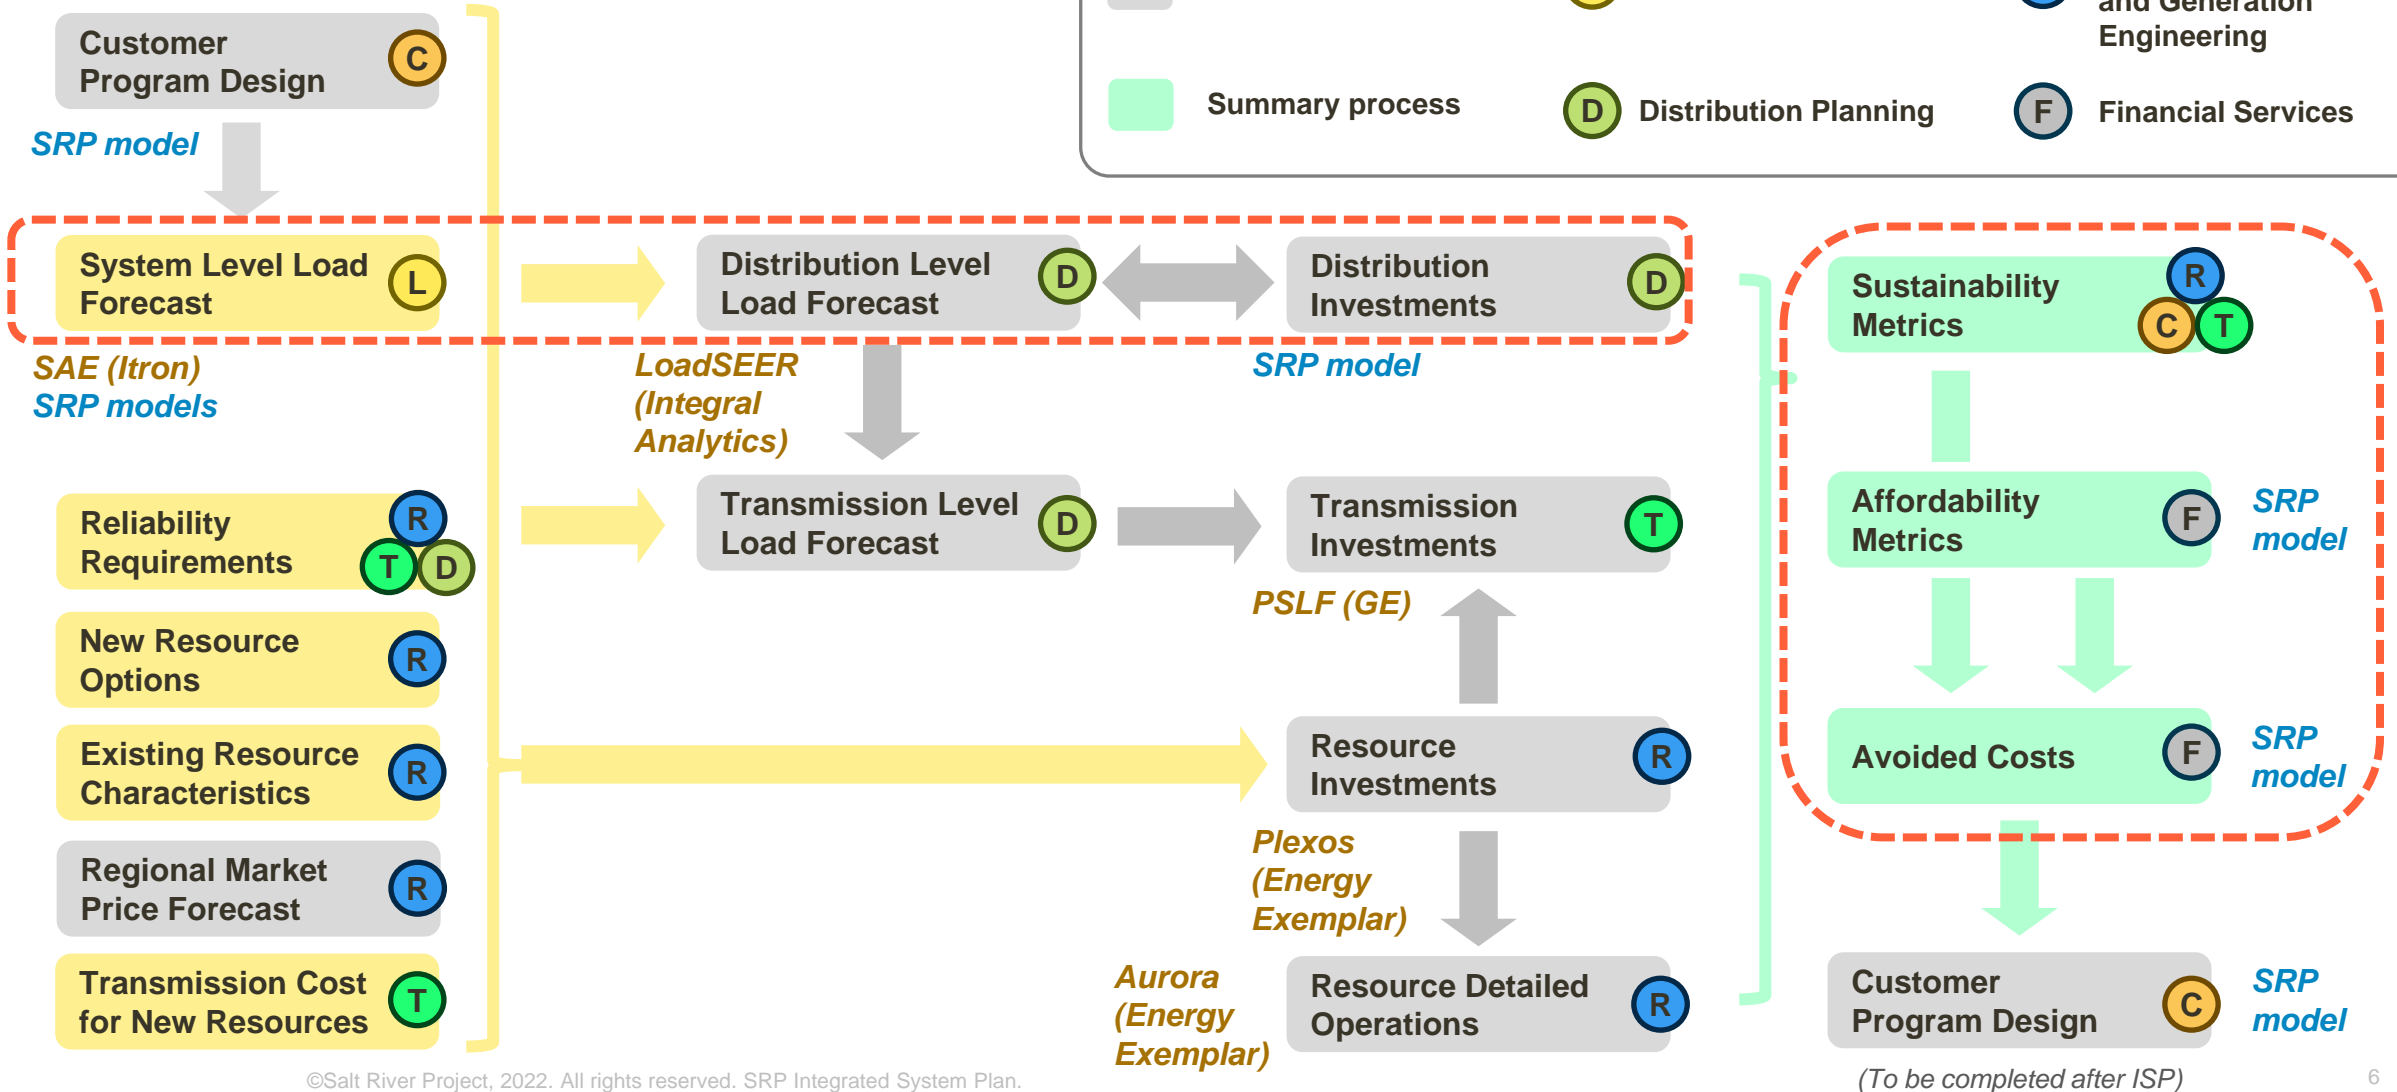 and Generation
Engineering
Summary process
D
Distribution Planning
F
Financial Services
Customer
Program Design
C
SRP model
System Level Load
Forecast
L
SAE (Itron)
SRP models
Distribution Level
Load Forecast
D
LoadSEER
(Integral
Analytics)
Distribution
Investments
D
SRP model
Reliability
Requirements
R
T
D
Transmission Level
Load Forecast
D
Transmission
Investments
T
PSLF (GE)
New Resource
Options
R
Existing Resource
Characteristics
R
Resource
Investments
R
Plexos
(Energy
Exemplar)
Regional Market
Price Forecast
R
Transmission Cost
for New Resources
T
Aurora
(Energy
Exemplar)
Resource Detailed
Operations
R
Sustainability
Metrics
R
C
T
Affordability
Metrics
F
SRP
model
Avoided Costs
F
SRP
model
Customer
Program Design
C
SRP
model
(To be completed after ISP)
©Salt River Project, 2022. All rights reserved. SRP Integrated System Plan.
6